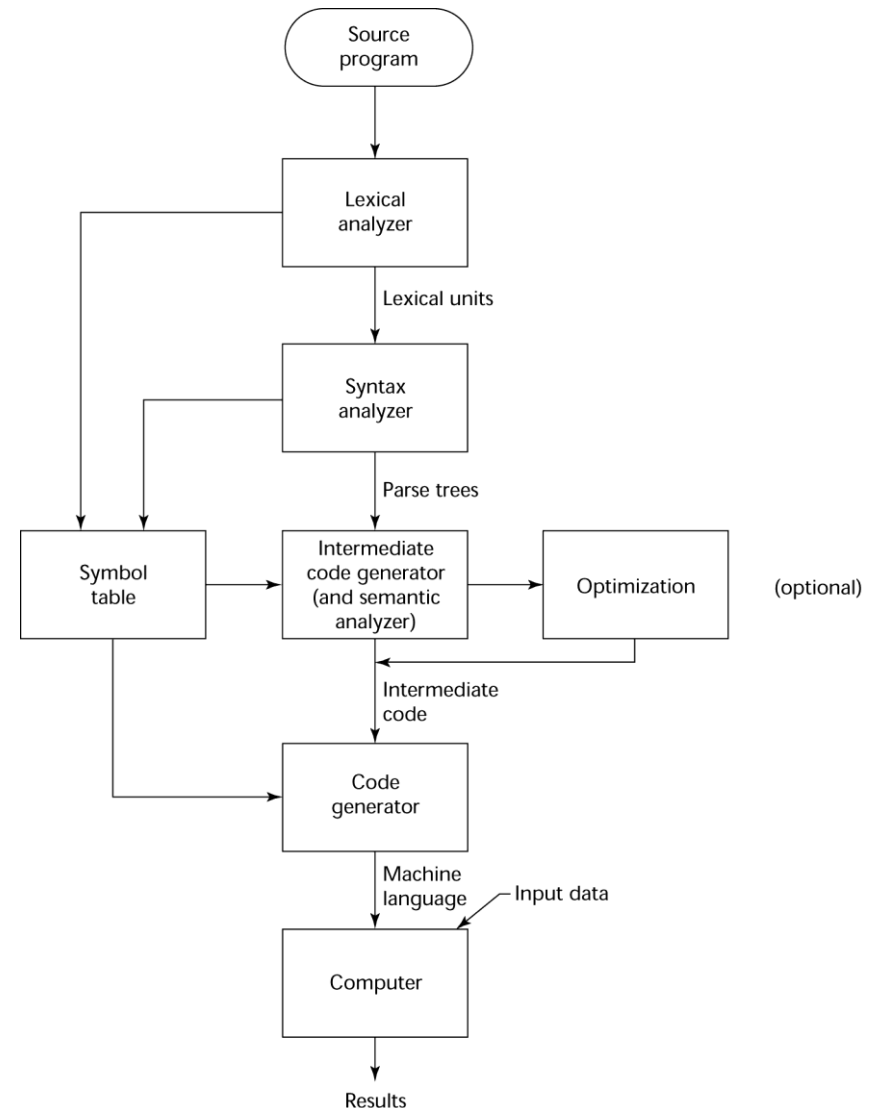 Source
program
Lexical
analyzer
Lexical units
Syntax
analyzer
Parse trees
Symbol
table
Intermediate
code generator
(and semantic
analyzer)
Optimization
(optional)
Intermediate
code
Code
generator
Machine
language
Input data
Computer
Results